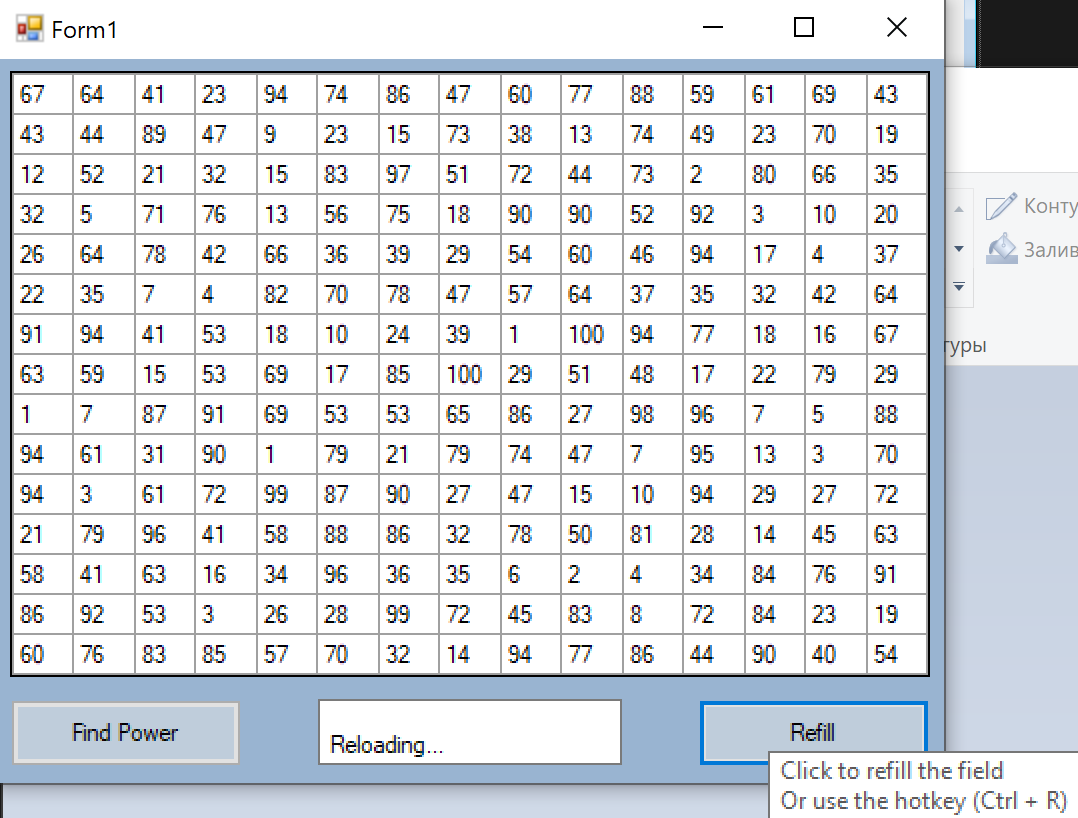 Form1
67 64 41 23 94 74 86 47 60 77 88 59 61 69 43
43 44 89 47 9 23 15 73 38 13 74 49 23 70 19
12 52 21 32 15 83 97 51 72 44 73 2 80 66 35
32 5 71 76 13 56 75 18 90 90 52 92 3 10 20
26 64 78 42 66 36 39 29 54 60 46 94 17 4 37
22 35 7 4 82 70 78 47 57 64 37 35 32 42 64
91 94 41 53 18 10 24 39 1 100 94 77 18 16 67
63 59 15 53 69 17 85 100 29 51 48 17 22 79 29
1 7 87 91 69 53 53 65 86 27 98 96 7 5 88
94 61 31 90 1 79 21 79 74 47 7 95 13 3 70
94 3 61 72 99 87 90 27 47 15 10 94 29 27 72
21 79 96 41 58 88 86 32 78 50 81 28 14 45 63
58 41 63 16 34 96 36 35 6 2 4 34 84 76 91
86 92 53 3 26 28 99 72 45 83 8 72 84 23 19
60 76 83 85 57 70 32 14 94 77 86 44 90 40 54
Find Power
Reloading...
Refill
Click to refill the field
Or use the hotkey (Ctrl + R)
Конту
Залив
гуры